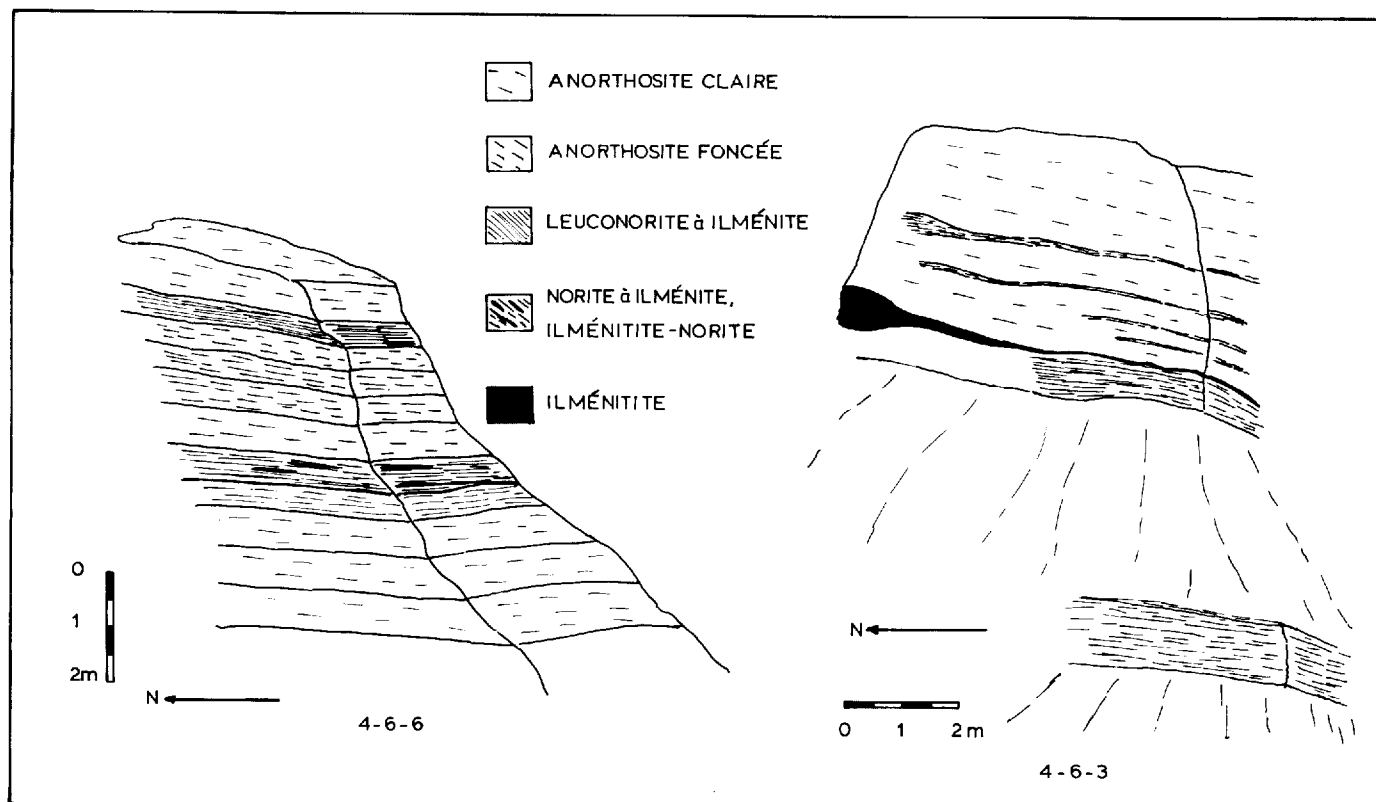 ANORTHOSITE CLAIRE
ANORTHOSITE FONCÉE
LEUCONORITE à ILMÉNITE
NORITE à ILMÉNITE,
ILMÉNITITE-NORITE
ILMÉNITITE
0
1
2m
N
4-6-6
N
0 1 2m
4-6-3